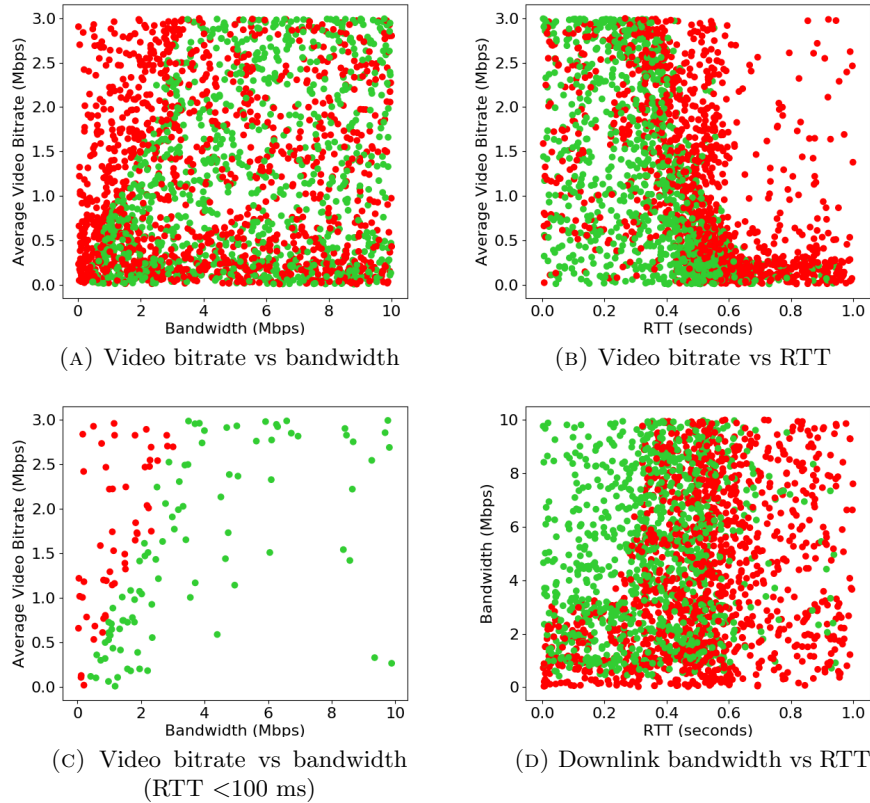 3.0
2.5
2.0
1.5
1.0
0.5
0.0
Average Video Bitrate (Mbps)
0 2 4 6 8 10
Bandwidth (Mbps)
(A) Video bitrate vs bandwidth
3.0
2.5
2.0
1.5
1.0
0.5
0.0
Average Video Bitrate (Mbps)
0.0 0.2 0.4 0.6 0.8 1.0
RTT (seconds)
(B) Video bitrate vs RTT
3.0
2.5
2.0
1.5
1.0
0.5
0.0
Average Video Bitrate (Mbps)
0 2 4 6 8 10
Bandwidth (Mbps)
(C) Video bitrate vs bandwidth
(RTT <100 ms)
10
8
6
4
2
0
Bandwidth (Mbps)
0.0 0.2 0.4 0.6 0.8 1.0
RTT (seconds)
(D) Downlink bandwidth vs RTT